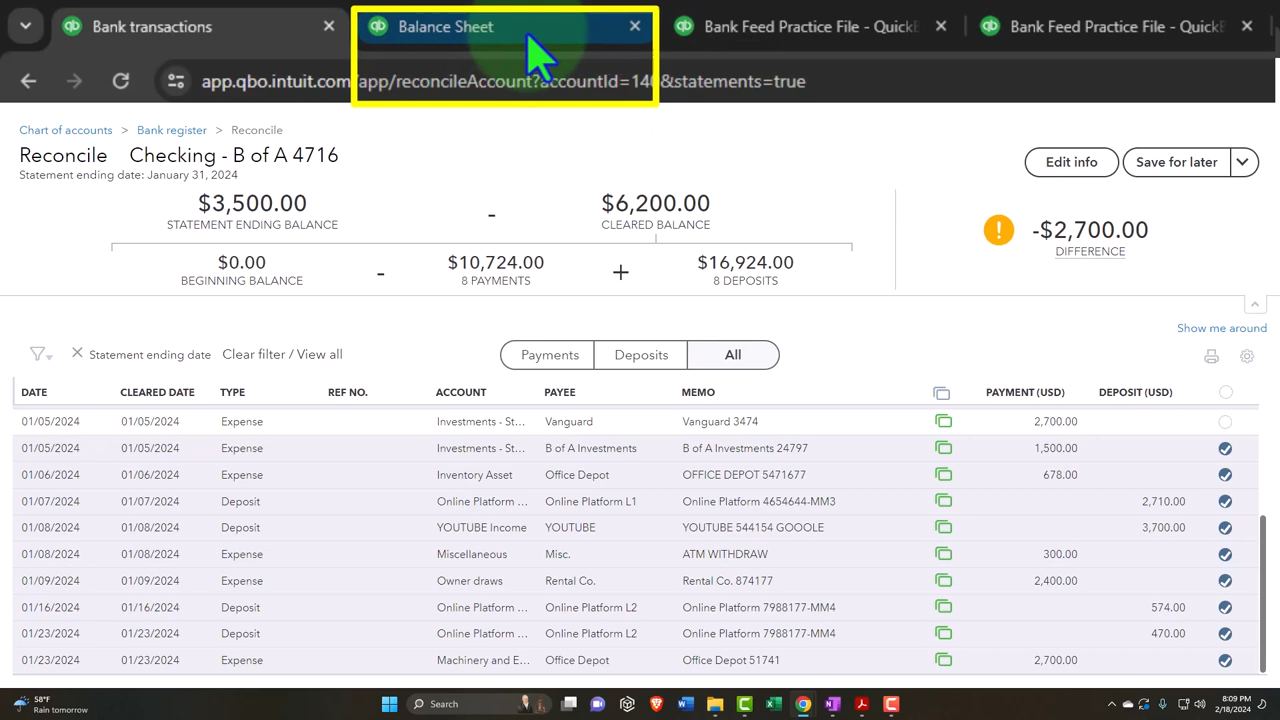 Bank transactions
Balance Sheet
Bank Feed Practice File - Quick
Bank Feed Practice File - Quick
app.qbo.intuit.com/app/reconcileAccount?accountId=140&statements=true
Chart of accounts > Bank register > Reconcile
Reconcile Checking - B of A 4716
Statement ending date: January 31, 2024
Edit info
Save for later
$3,500.00
STATEMENT ENDING BALANCE
-
$6,200.00
CLEARED BALANCE
$0.00
BEGINNING BALANCE
-
$10,724.00
8 PAYMENTS
+
$16,924.00
8 DEPOSITS
-$2,700.00
DIFFERENCE
Show me around
Statement ending date Clear filter / View all
Payments Deposits All
DATE CLEARED DATE TYPE REF NO. ACCOUNT PAYEE MEMO PAYMENT (USD) DEPOSIT (USD)
01/05/2024 01/05/2024 Expense Investments - St... Vanguard Vanguard 3474 2,700.00
01/05/2024 01/05/2024 Expense Investments - St... B of A Investments B of A Investments 24797 1,500.00
01/06/2024 01/06/2024 Expense Inventory Asset Office Depot OFFICE DEPOT 5471677 678.00
01/07/2024 01/07/2024 Deposit Online Platform ... Online Platform L1 Online Platform 4654644-MM3 2,710.00
01/08/2024 01/08/2024 Deposit YOUTUBE Income YOUTUBE YOUTUBE 544154 GOOOLE 3,700.00
01/08/2024 01/08/2024 Expense Miscellaneous Misc. ATM WITHDRAW 300.00
01/09/2024 01/09/2024 Expense Owner draws Rental Co. Rental Co. 874177 2,400.00
01/16/2024 01/16/2024 Deposit Online Platform ... Online Platform L2 Online Platform 7988177-MM4 574.00
01/23/2024 01/23/2024 Deposit Online Platform ... Online Platform L2 Online Platform 7988177-MM4 470.00
01/23/2024 01/23/2024 Expense Machinery and E... Office Depot Office Depot 51741 2,700.00
58°F
Rain tomorrow
Search
8:09 PM
2/18/2024